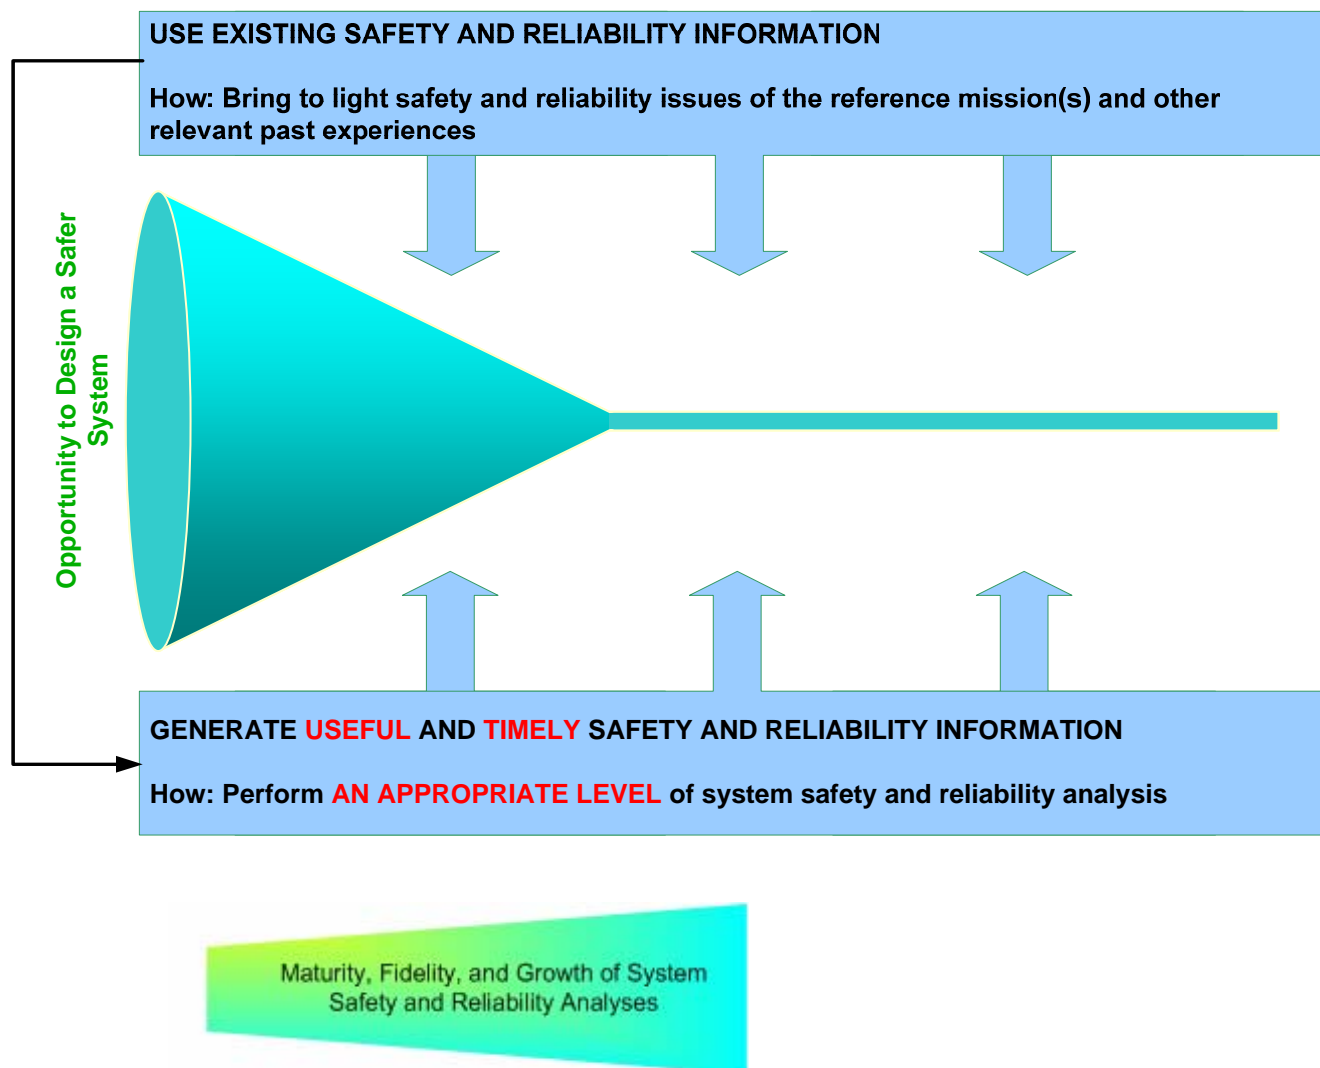 USE EXISTING SAFETY AND RELIABILITY INFORMATION
How: Bring to light safety and reliability issues of the reference mission(s) and other
relevant past experiences
Opportunity to Design a Safer
System
GENERATE USEFUL AND TIMELY SAFETY AND RELIABILITY INFORMATION
How: Perform AN APPROPRIATE LEVEL of system safety and reliability analysis
Maturity, Fidelity, and Growth of System
Safety and Reliability Analyses